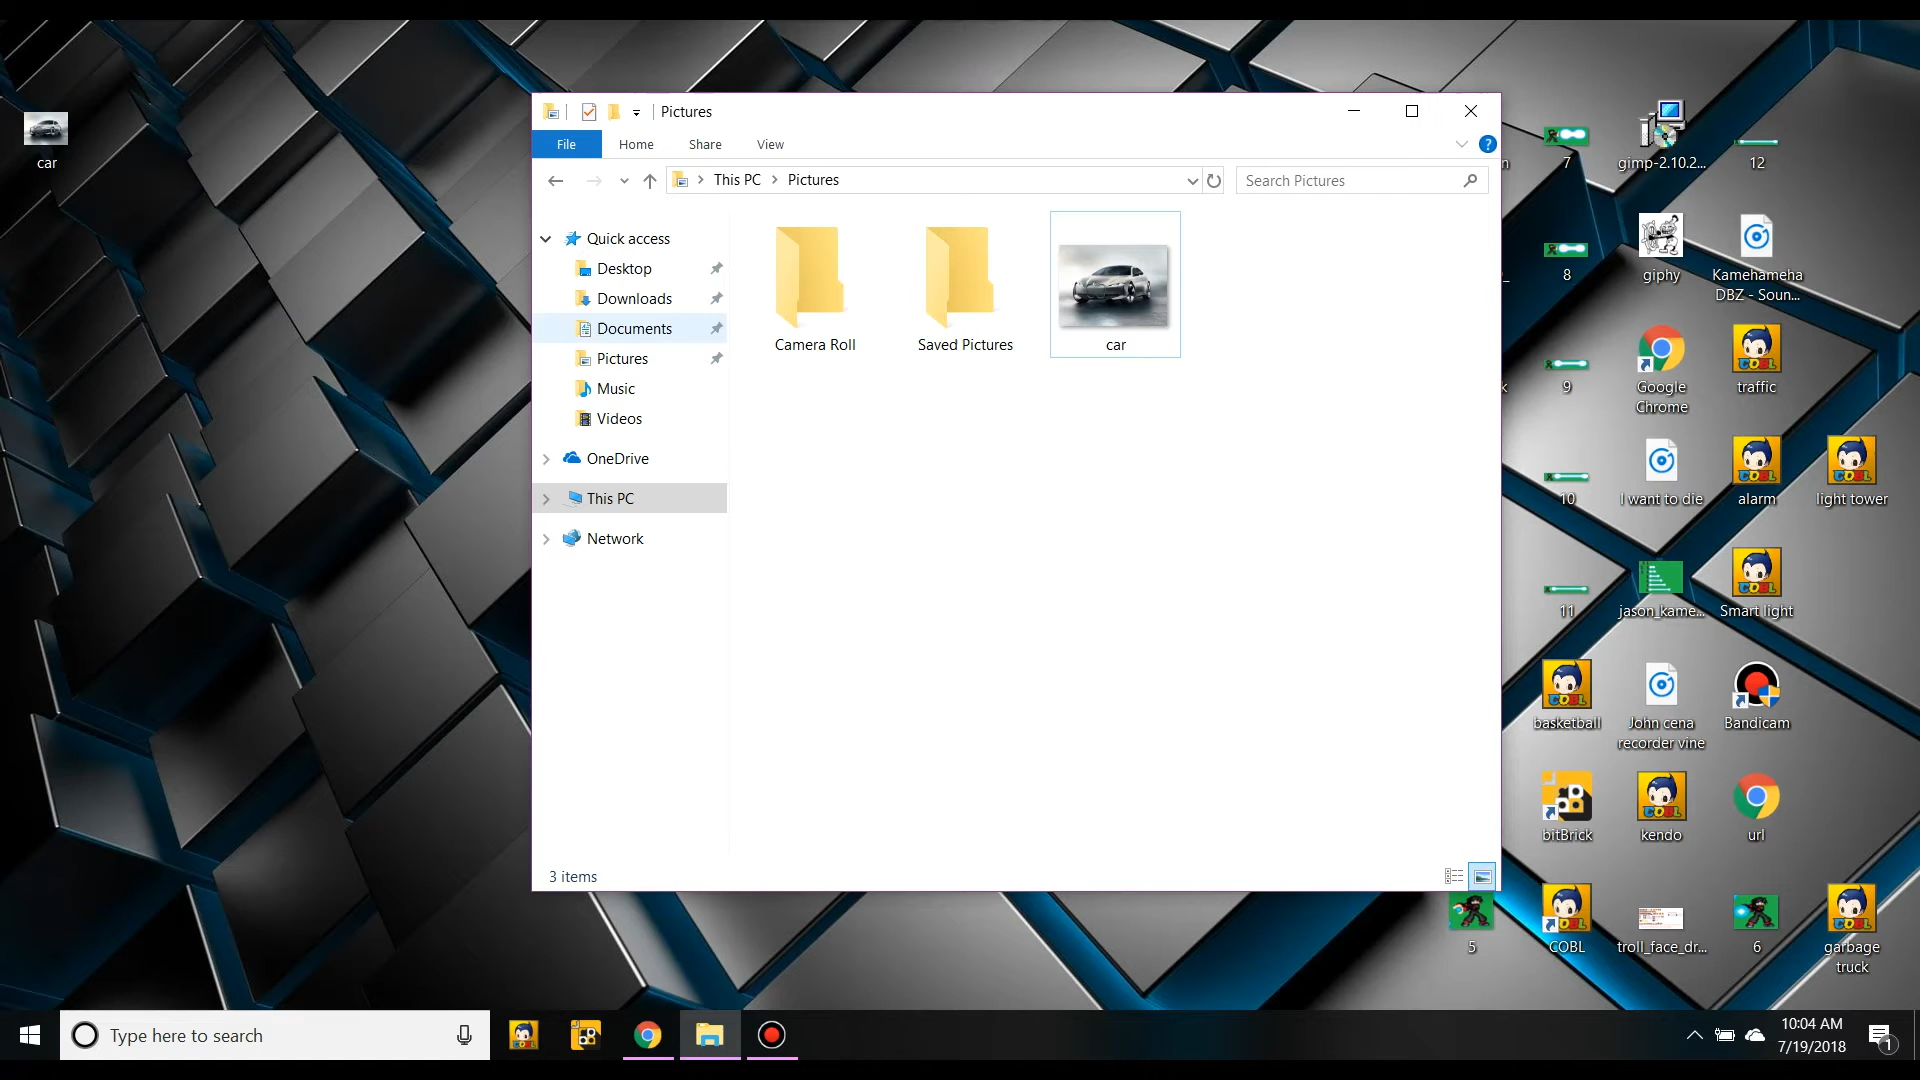 car
Pictures
File
Home
Share
View
This PC
Pictures
Search Pictures
Quick access
Desktop
Downloads
Documents
Pictures
Music
Videos
OneDrive
This PC
Network
Camera Roll
Saved Pictures
car
3 items
7
gimp-2.10.2...
12
8
giphy
Kamehameha
DBZ - Soun...
9
Google
Chrome
traffic
10
I want to die
alarm
light tower
11
jason_kame...
Smart light
basketball
John cena
recorder vine
Bandicam
bitBrick
kendo
url
5
COBL
troll_face_dr...
6
garbage
truck
Type here to search
10:04 AM
7/19/2018
1